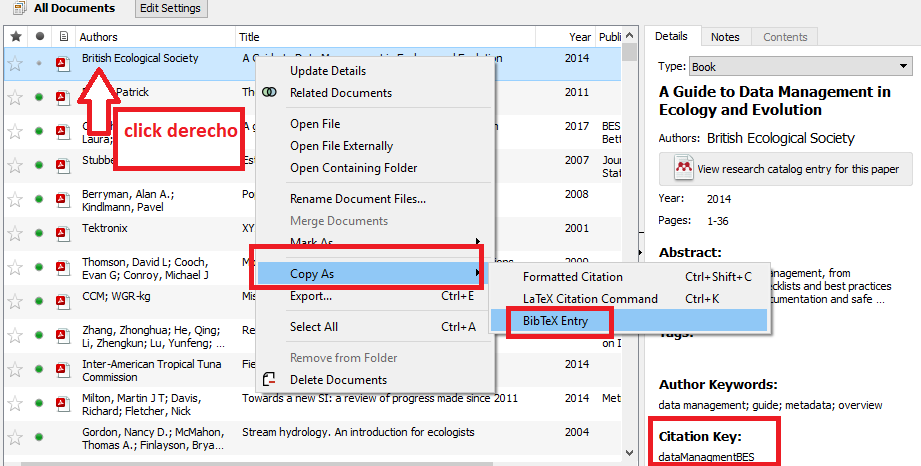 All Documents
Edit Settings
Authors
Title
Year
Publi
British Ecological Society
A Guide to Data Management in Ecology and Evolution
2014
Patrick
Th
2011
click derecho
Laura;
A g
2017
BES
Bett
Stubbe
Est
2007
Jour
Stat
Berryman, Alan A.;
Kindlmann, Pavel
Po
2008
Tektronix
XY
2001
Thomas, David L; Cooch,
Evan G; Conroy, Michael J
Mo
2009
CCM; WGR-kg
Mic
Zhang, Zhonghua; He, Qing;
Li, Zhengkun; Lu, Yunfeng; ...
on I
Inter-American Tropical Tuna
Commission
Fie
2014
Milton, Martin J T; Davis,
Richard; Fletcher, Nick
Towards a new SI: a review of progress made since 2011
2014
Met
Gordon, Nancy D.; McMahon,
Thomas A.; Finlayson, Brya...
Stream hydrology. An introduction for ecologists
2004
Update Details
Related Documents
Open File
Open File Externally
Open Containing Folder
Rename Document Files...
Merge Documents
Mark As
Copy As
Export...
Ctrl+E
Select All
Ctrl+A
Remove from Folder
Delete Documents
Formatted Citation
Ctrl+Shift+C
LaTeX Citation Command
Ctrl+K
BibTeX Entry
Details
Notes
Contents
Type:
Book
A Guide to Data Management in
Ecology and Evolution
Authors: British Ecological Society
View research catalog entry for this paper
Year: 2014
Pages: 1-36
Abstract:
nagement, from
checklists and best practices
documentation and safe ...
Tags:
Author Keywords:
data management; guide; metadata; overview
Citation Key:
dataManagmentBES